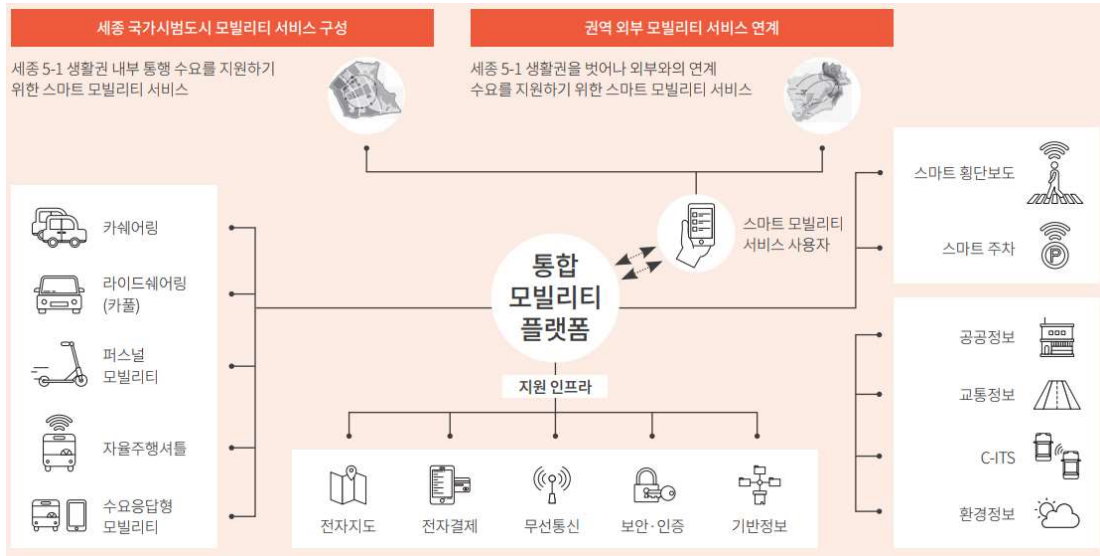 세종 국가시범도시 모빌리티 서비스 구성
세종 5-1 생활권 내부 통행 수요를 지원하기
위한 스마트 모빌리티 서비스
권역 외부 모빌리티 서비스 연계
세종 5-1 생활권을 벗어나 외부와의 연계
수요를 지원하기 위한 스마트 모빌리티 서비스
카쉐어링
라이드쉐어링
(카풀)
퍼스널
모빌리티
자율주행셔틀
수요응답형
모빌리티
통합
모빌리티
플랫폼
스마트 모빌리티
서비스 사용자
지원 인프라
전자지도
전자결제
무선통신
보안·인증
기반정보
스마트 횡단보도
스마트 주차
P
공공정보
교통정보
C-ITS
환경정보